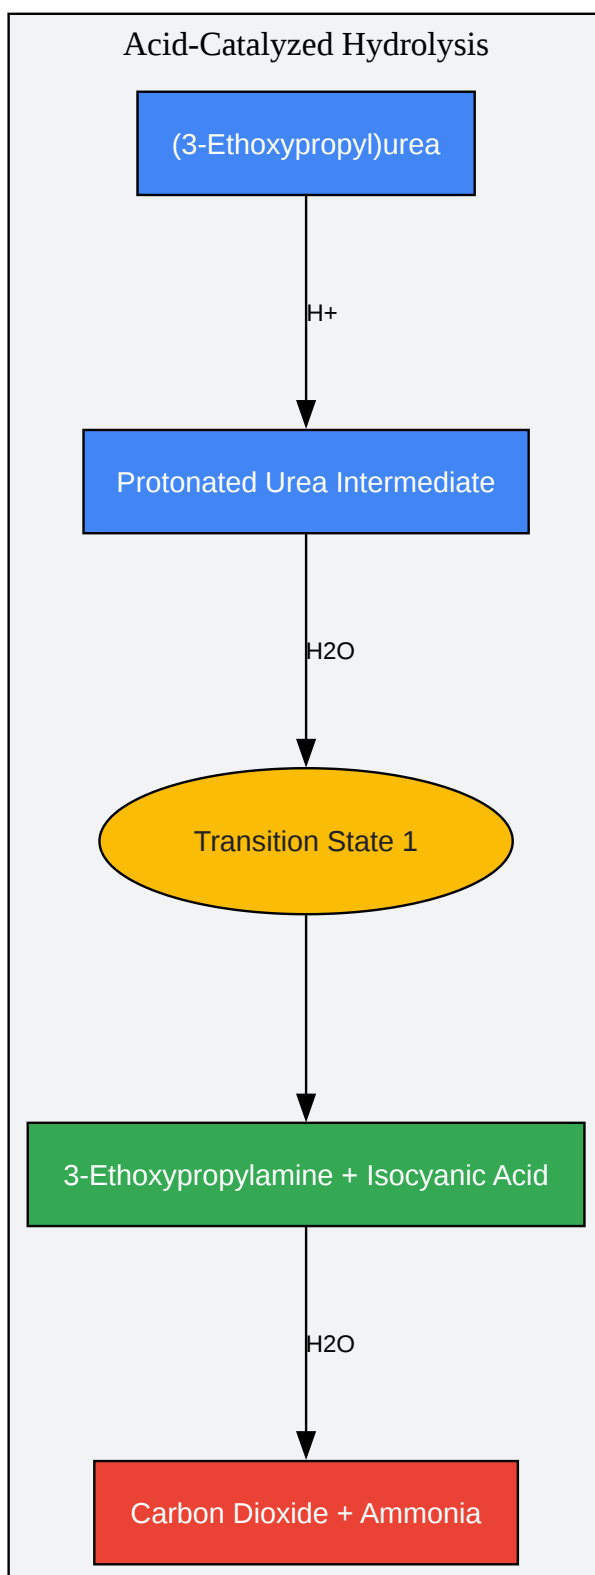 Acid-Catalyzed Hydrolysis
(3-Ethoxypropyl)urea
H+
Protonated Urea Intermediate
H2O
Transition State 1
3-Ethoxypropylamine + Isocyanic Acid
H2O
Carbon Dioxide + Ammonia